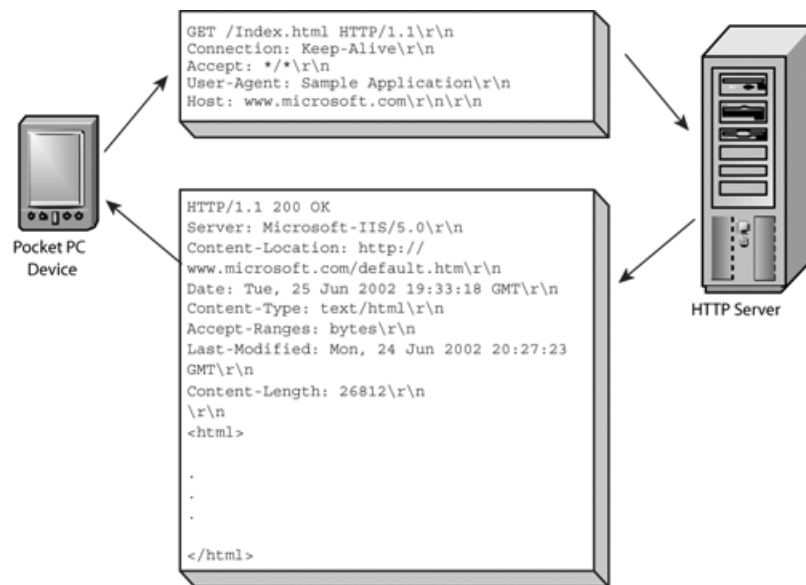 GET /Index.html HTTP/1.1\r\n
Connection: Keep-Alive\r\n
Accept: */*\r\n
User-Agent: Sample Application\r\n
Host: www.microsoft.com\r\n\r\n
Pocket PC
Device
HTTP/1.1 200 OK
Server: Microsoft-IIS/5.0\r\n
Content-Location: http://
www.microsoft.com/default.htm\r\n
Date: Tue, 25 Jun 2002 19:33:18 GMT\r\n
Content-Type: text/html\r\n
Accept-Ranges: bytes\r\n
Last-Modified: Mon, 24 Jun 2002 20:27:23
GMT\r\n
Content-Length: 26812\r\n
\r\n
<html>
.
.
.
</html>
HTTP Server